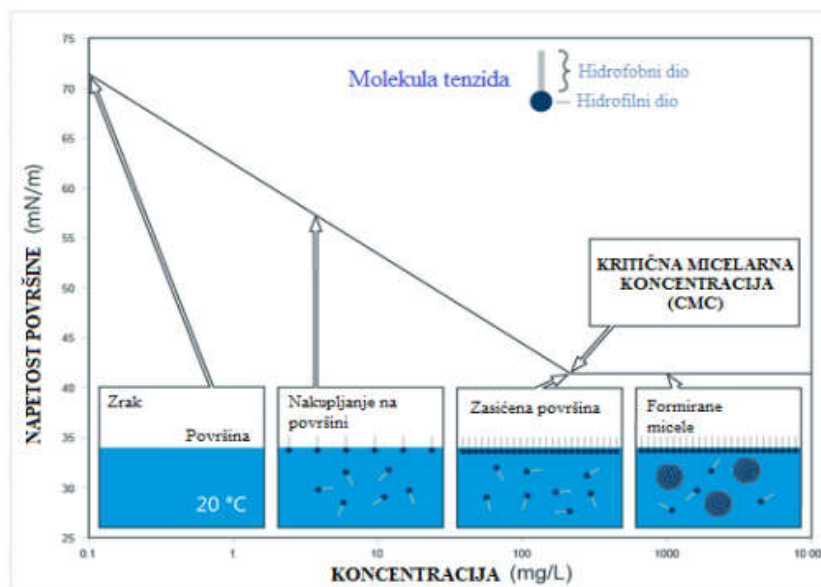 75
70
65
60
55
50
45
40
35
30
25
NAPETOST POVRŠINE (mN/m)
Molekula tenzida
Hidrofobni dio
Hidrofilni dio
KRITIČNA MICELARNA
KONCENTRACIJA
(CMC)
Zrak
Površina
20 °C
Nakupljanje na
površini
Zasićena površina
Formirane
micele
0.1
1
10
100
1000
10 000
KONCENTRACIJA (mg/L)